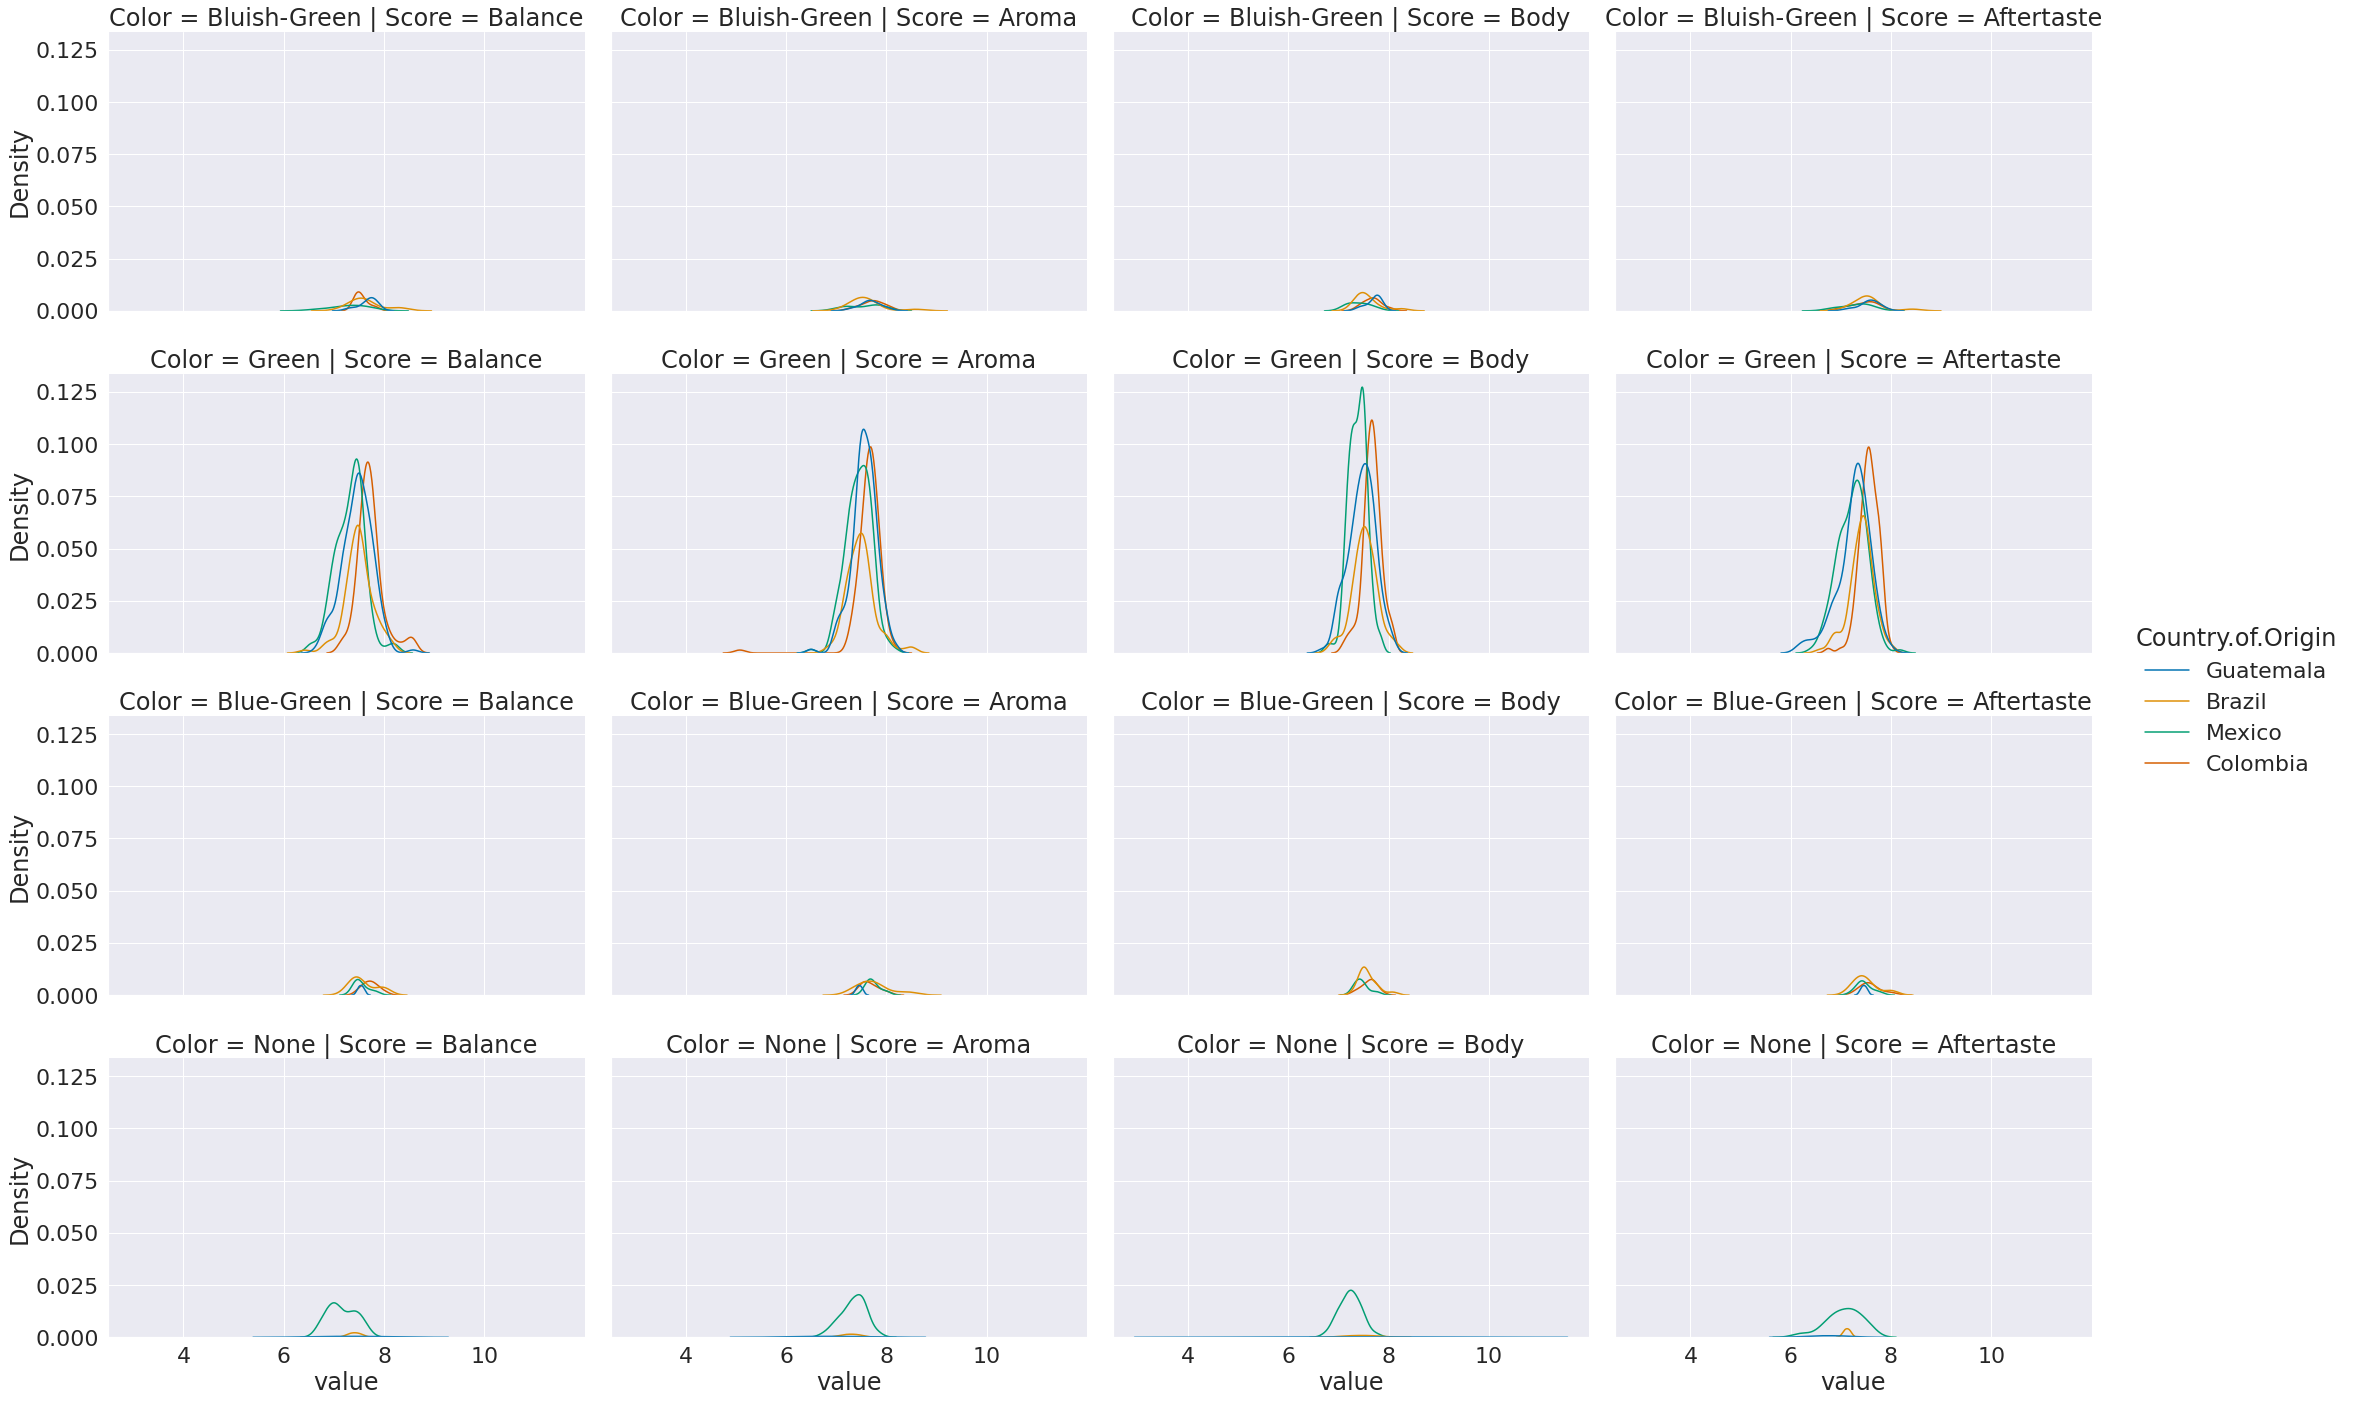 Color = Bluish-Green | Score = Balance
Color = Bluish-Green | Score = Aroma
Color = Bluish-Green | Score = Body
Color = Bluish-Green | Score = Aftertaste
0.125
0.100
0.075
0.050
0.025
0.000
Density
Color = Green | Score = Balance
Color = Green | Score = Aroma
Color = Green | Score = Body
Color = Green | Score = Aftertaste
0.125
0.100
0.075
0.050
0.025
0.000
Density
Country.of.Origin
Guatemala
Brazil
Mexico
Colombia
Color = Blue-Green | Score = Balance
Color = Blue-Green | Score = Aroma
Color = Blue-Green | Score = Body
Color = Blue-Green | Score = Aftertaste
0.125
0.100
0.075
0.050
0.025
0.000
Density
Color = None | Score = Balance
Color = None | Score = Aroma
Color = None | Score = Body
Color = None | Score = Aftertaste
0.125
0.100
0.075
0.050
0.025
0.000
Density
4 6 8 10
value
4 6 8 10
value
4 6 8 10
value
4 6 8 10
value